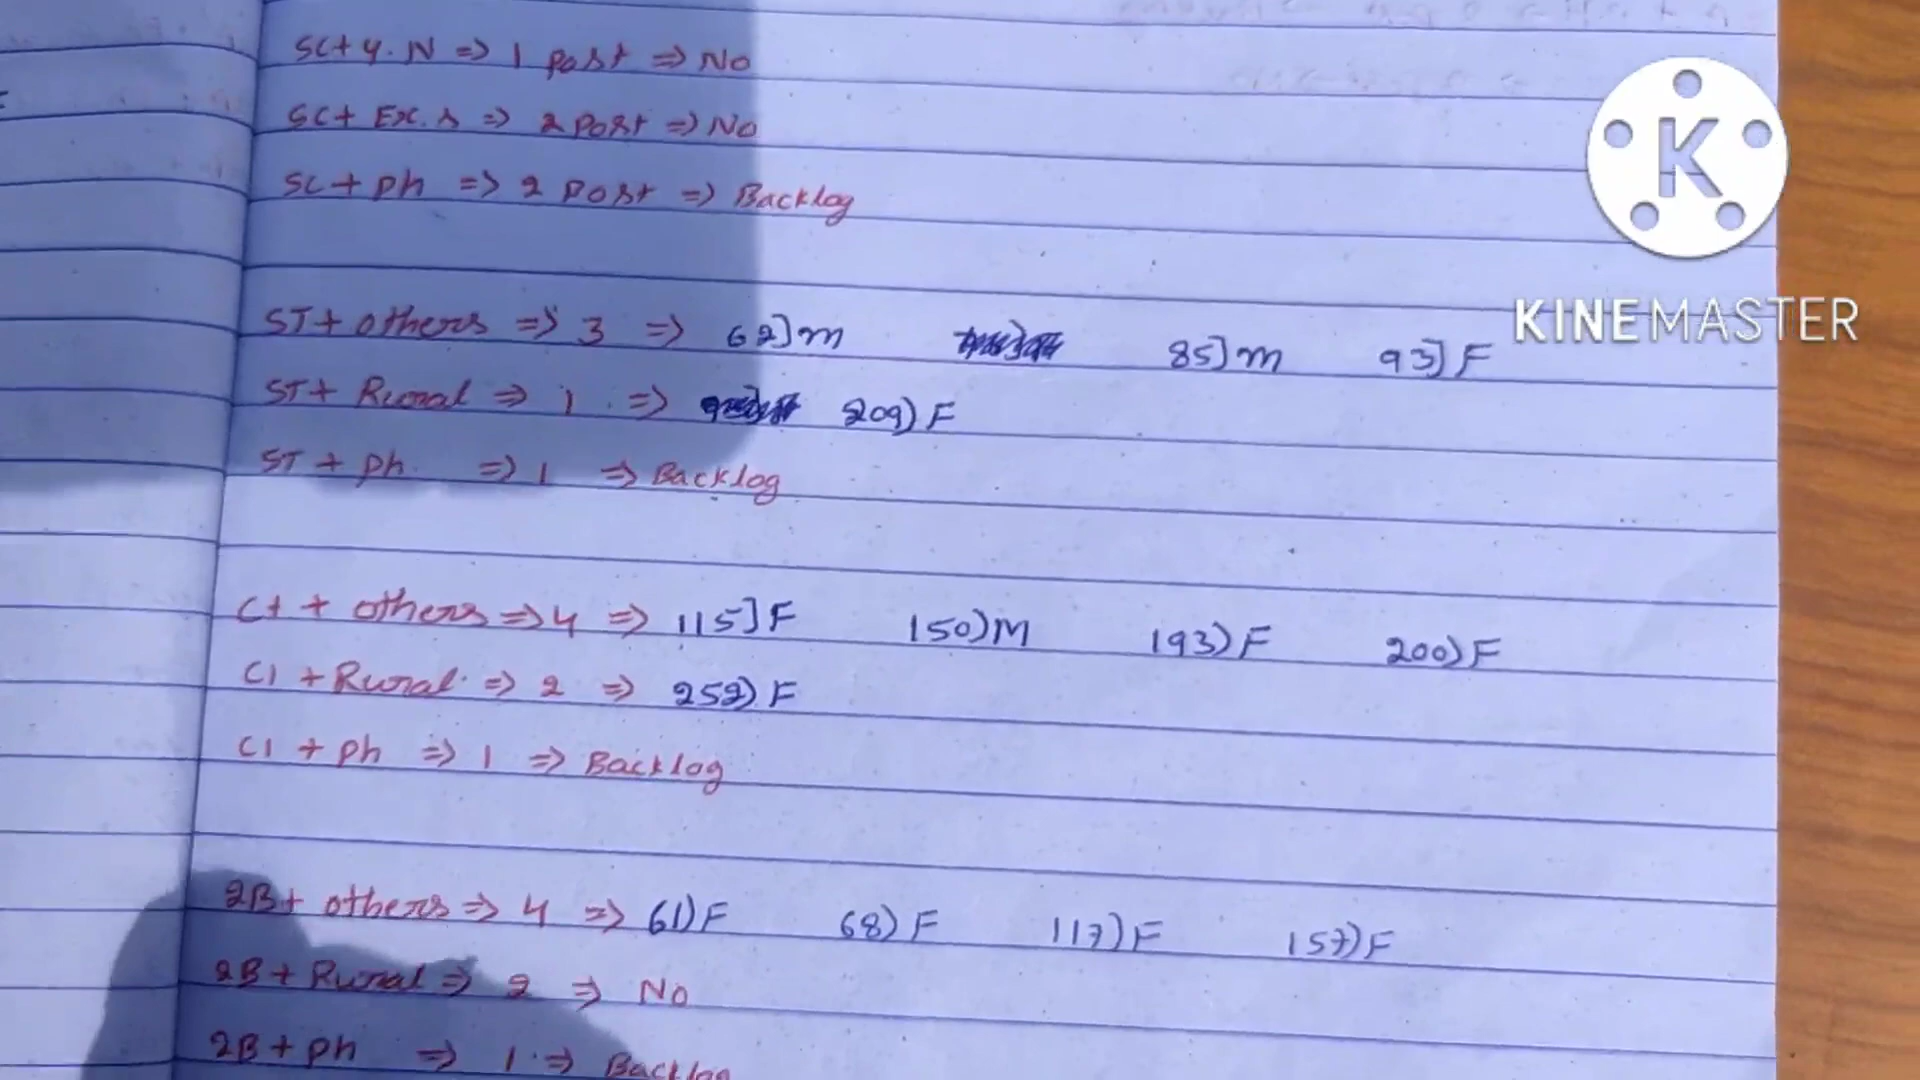 SC + Y.N => 1 Post => No
SC + EX.S => 2 Post => No
SC + Ph => 2 Post => Backlog
ST + others => 3 => 62]m 85]m 93]F
ST + Rural => 1 => 209)F
ST + Ph. => 1 => Backlog
C1 + others => 4 => 115]F 150)M 193)F 200)F
C1 + Rural. => 2 => 252)F
C1 + Ph => 1 => Backlog
2B + others => 4 => 61)F 68)F 117)F 157)F
2B + Rural => 2 => No
2B + Ph => 1 => Backlog
K
KINEMASTER